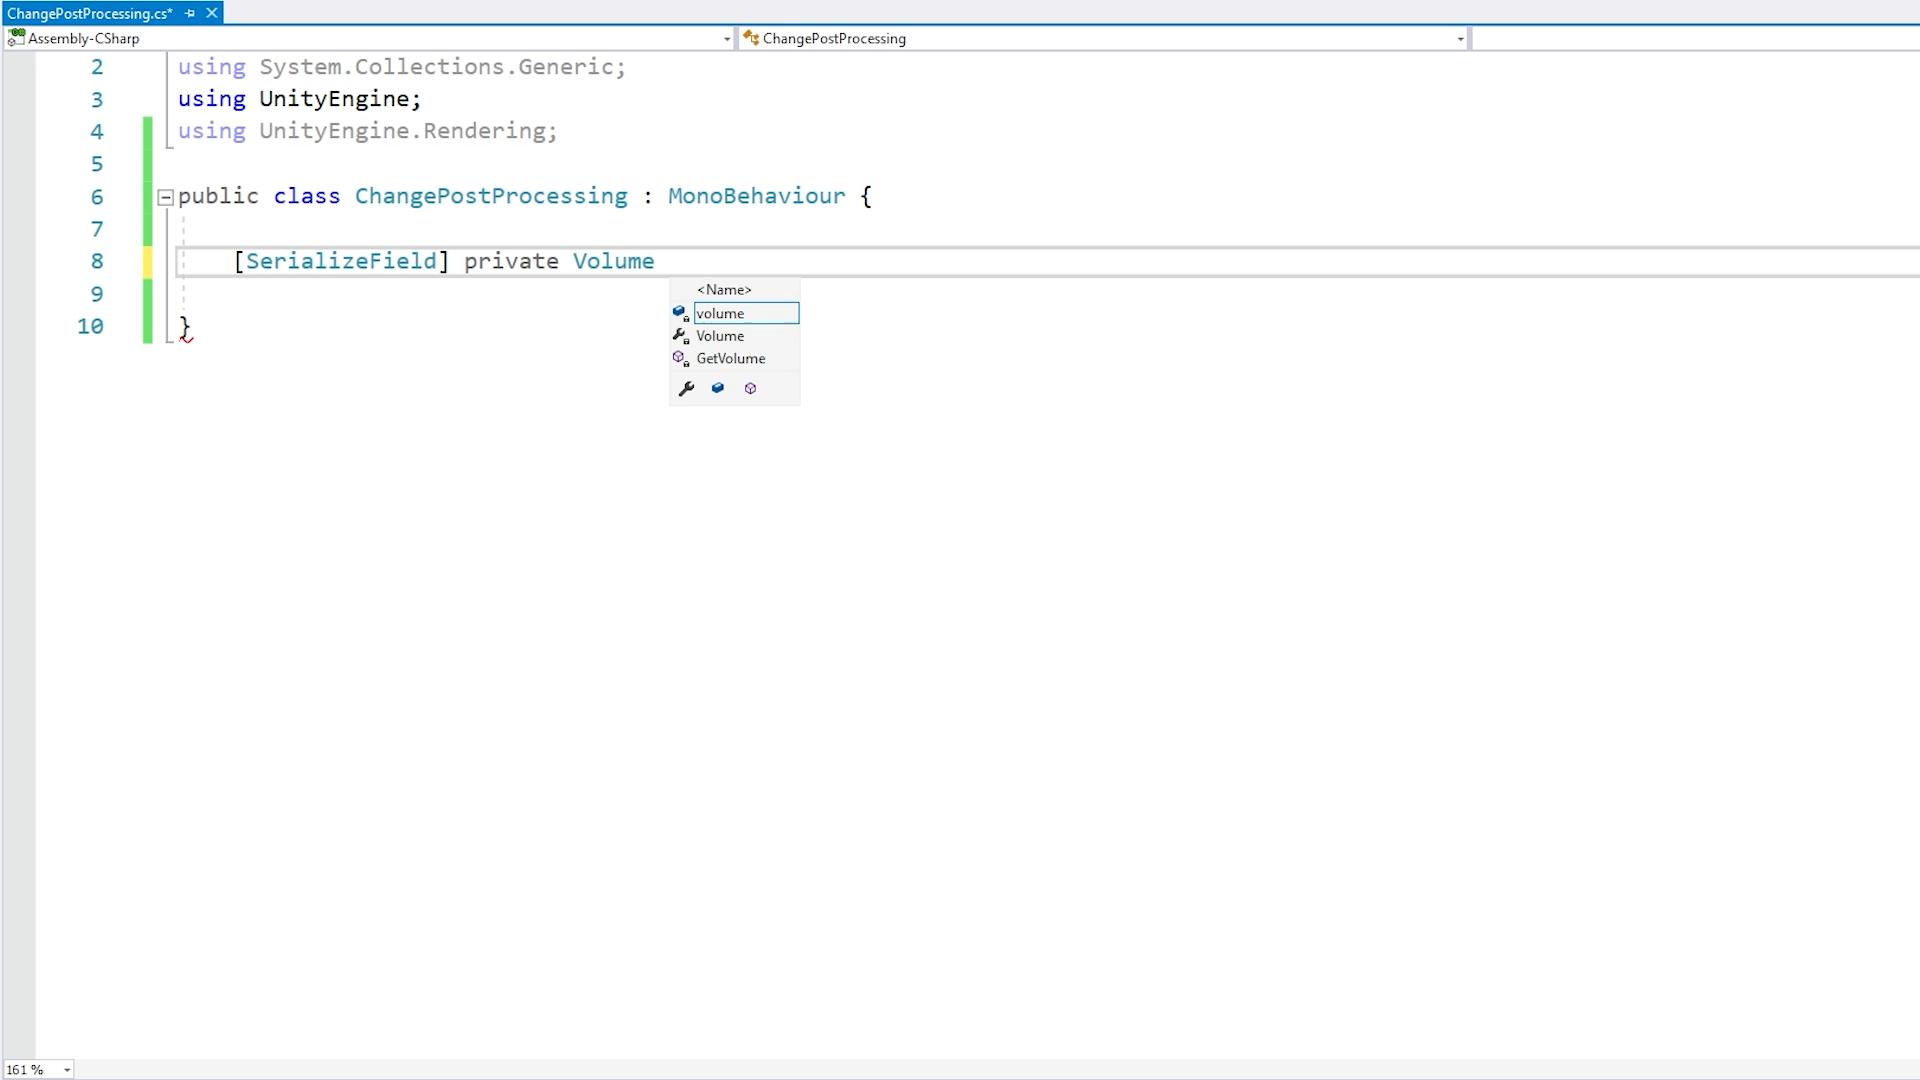 ChangePostProcessing.cs*
Assembly-CSharp
ChangePostProcessing
2 using System.Collections.Generic;
3 using UnityEngine;
4 using UnityEngine.Rendering;
5
6 public class ChangePostProcessing : MonoBehaviour {
7
8 [SerializeField] private Volume
9
10 }
<Name>
volume
Volume
GetVolume
161 %